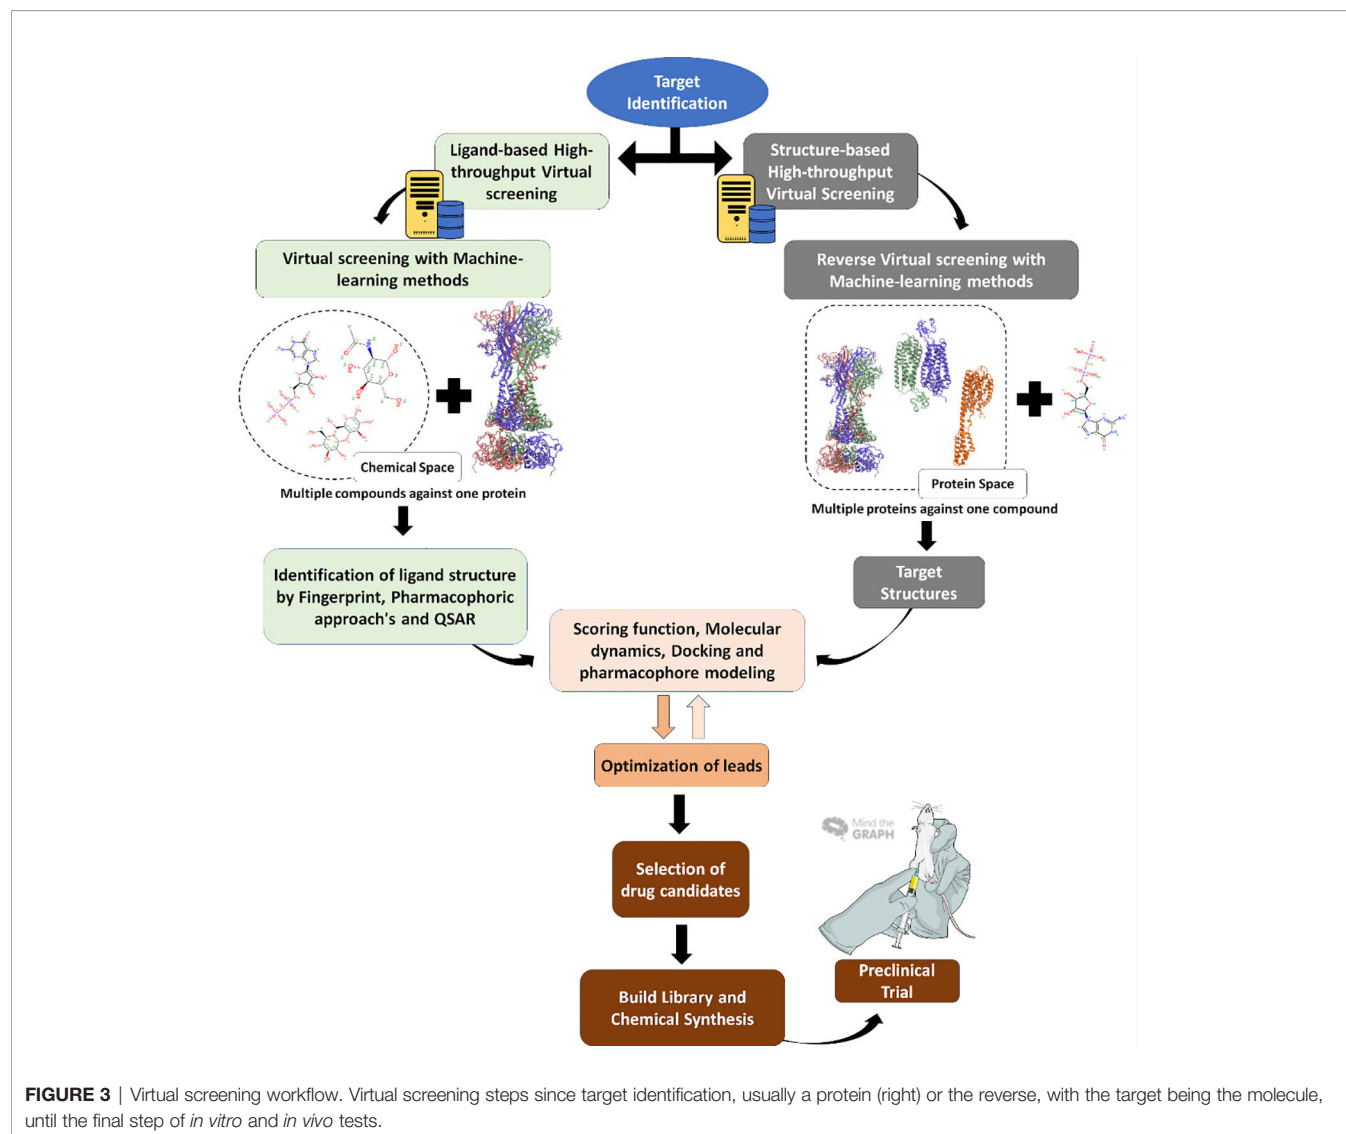 Target
Identification
Ligand-based High-
throughput Virtual
screening
Structure-based
High-throughput
Virtual Screening
Virtual screening with Machine-
learning methods
Reverse Virtual screening with
Machine-learning methods
Chemical Space
Multiple compounds against one protein
Protein Space
Multiple proteins against one compound
Identification of ligand structure
by Fingerprint, Pharmacophoric
approach's and QSAR
Target
Structures
Scoring function, Molecular
dynamics, Docking and
pharmacophore modeling
Optimization of leads
Mind the
GRAPH
Selection of
drug candidates
Build Library and
Chemical Synthesis
Preclinical
Trial
FIGURE 3 | Virtual screening workflow. Virtual screening steps since target identification, usually a protein (right) or the reverse, with the target being the molecule,
until the final step of in vitro and in vivo tests.